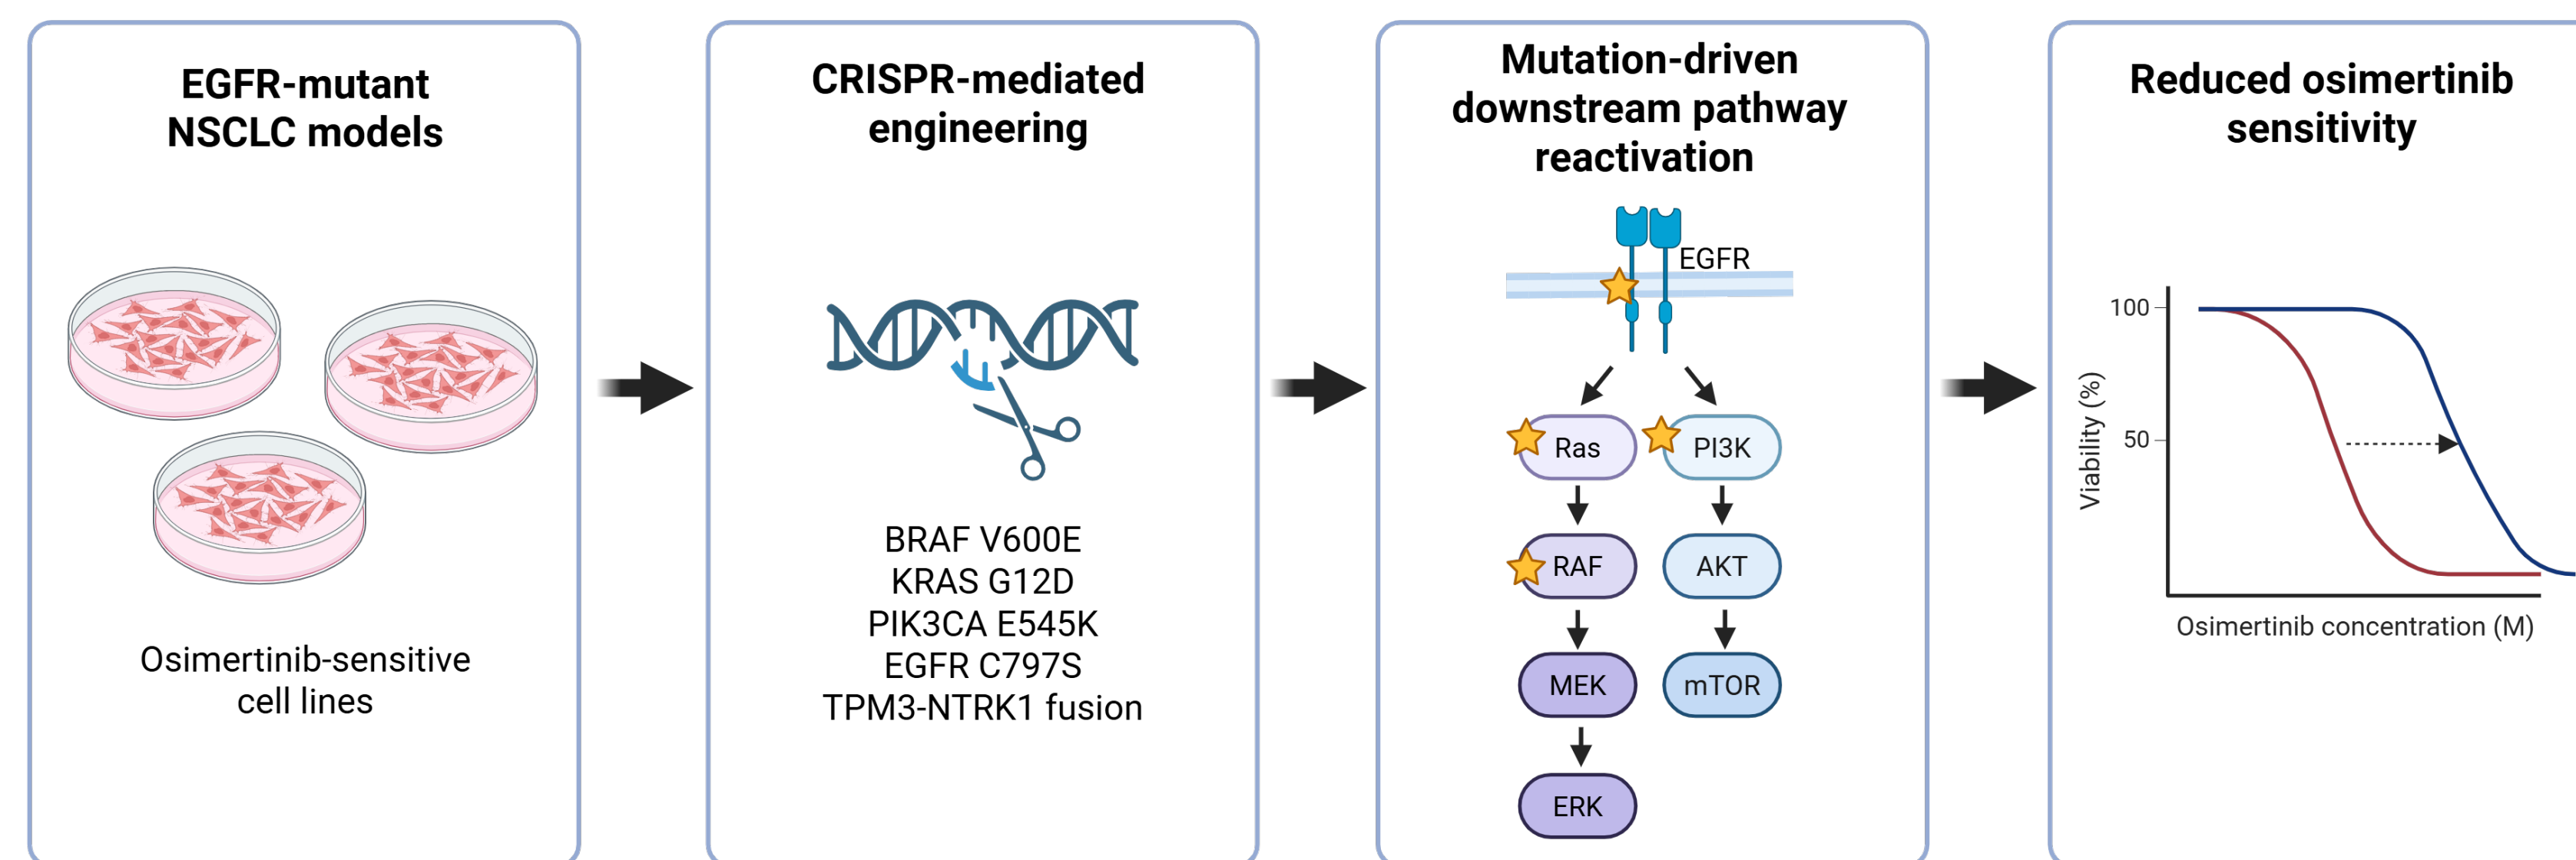 EGFR-mutant
NSCLC models
Osimertinib-sensitive
cell lines
CRISPR-mediated
engineering
BRAF V600E
KRAS G12D
PIK3CA E545K
EGFR C797S
TPM3-NTRK1 fusion
Mutation-driven
downstream pathway
reactivation
EGFR
Ras
PI3K
RAF
AKT
MEK
mTOR
ERK
Reduced osimertinib
sensitivity
100
50
Viability (%)
Osimertinib concentration (M)